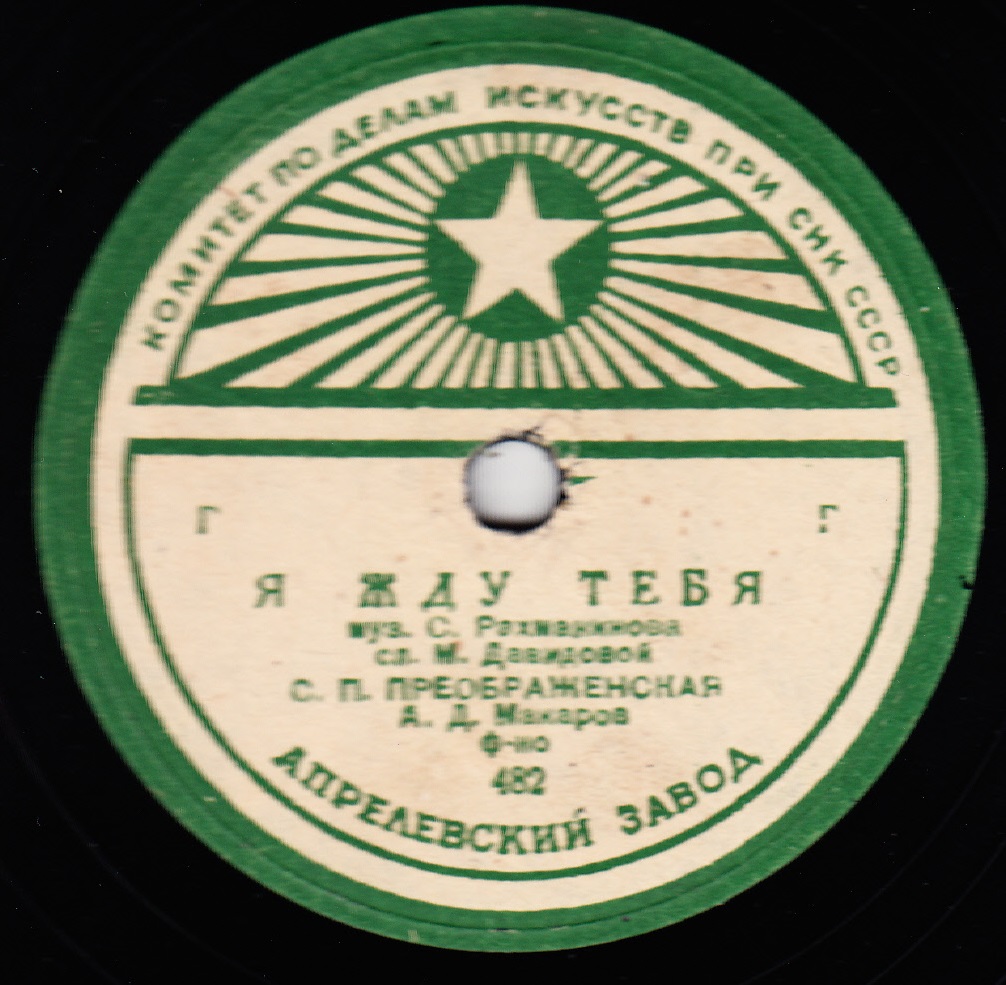 КОМИТЕТ ПО ДЕЛАМ ИСКУССТВ ПРИ СНК СССР
Г Г
Я ЖДУ ТЕБЯ
муз. С. Рахманинова
сл. М. Давидовой
С. П. ПРЕОБРАЖЕНСКАЯ
А. Д. Макаров
ф-но
482
АПРЕЛЕВСКИЙ ЗАВОД